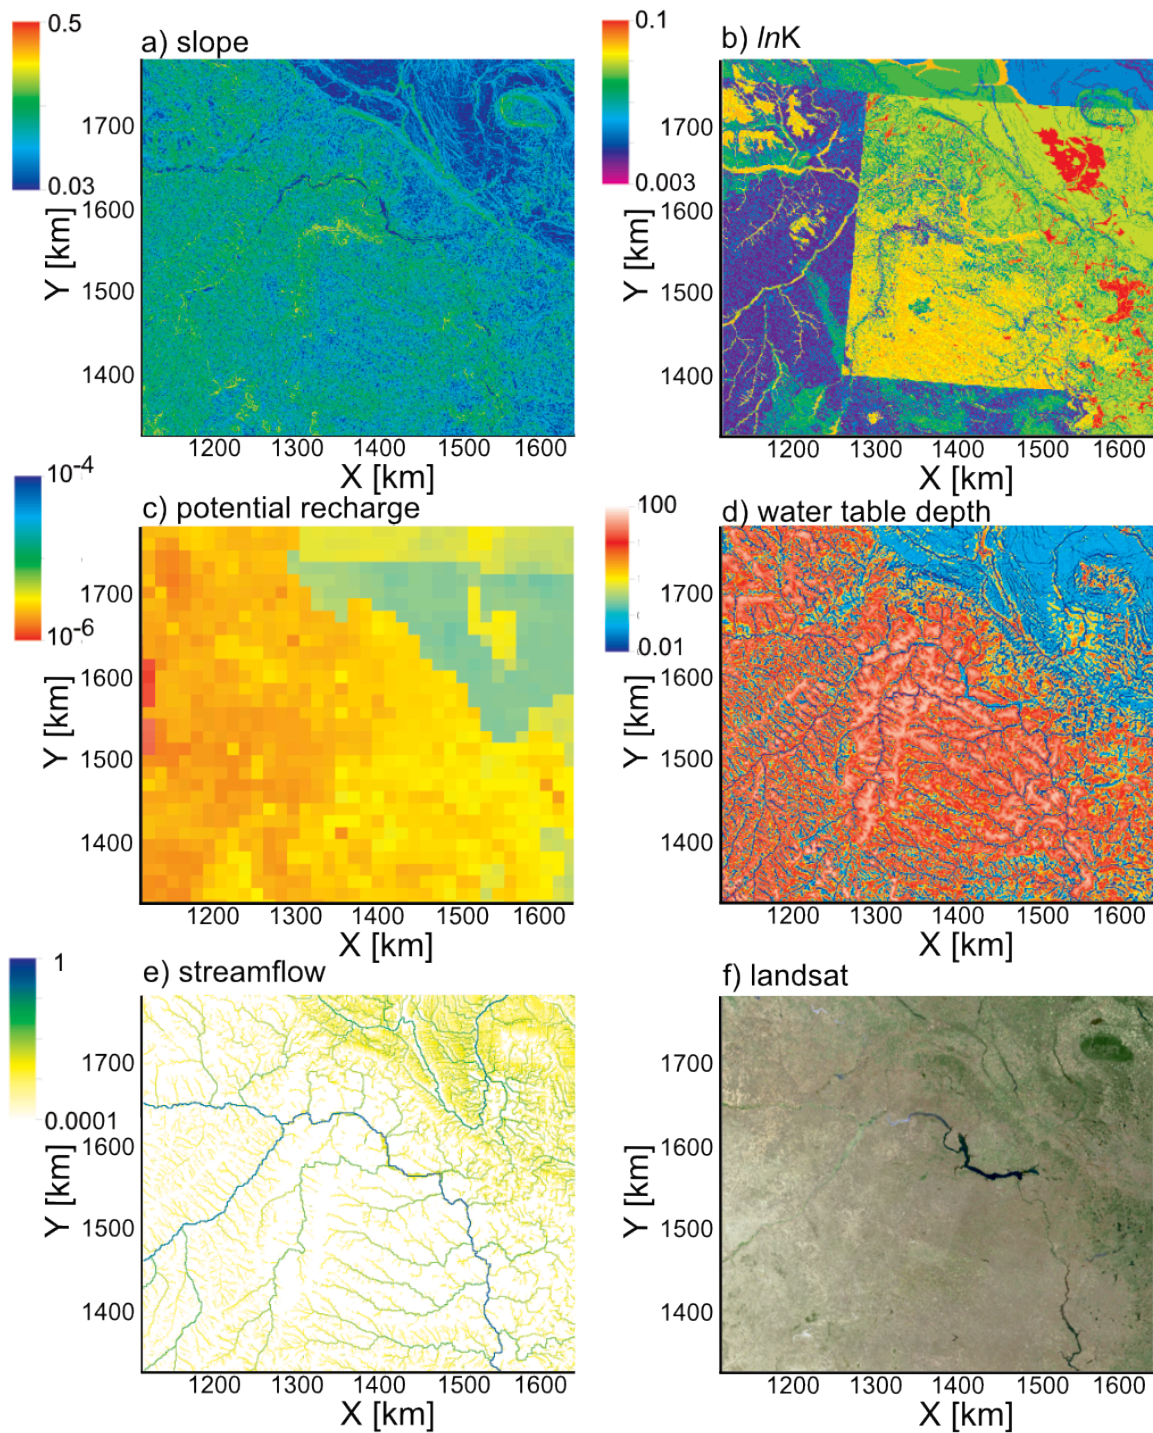 0.5
a) slope
0.03
1700
1600
1500
1400
Y [km]
1200 1300 1400 1500 1600
X [km]
0.1
b) lnK
0.003
1700
1600
1500
1400
Y [km]
1200 1300 1400 1500 1600
X [km]
10-4
c) potential recharge
10-6
1700
1600
1500
1400
Y [km]
1200 1300 1400 1500 1600
X [km]
100
d) water table depth
0.01
1700
1600
1500
1400
Y [km]
1200 1300 1400 1500 1600
X [km]
1
e) streamflow
0.0001
1700
1600
1500
1400
Y [km]
1200 1300 1400 1500 1600
X [km]
f) landsat
1700
1600
1500
1400
Y [km]
1200 1300 1400 1500 1600
X [km]